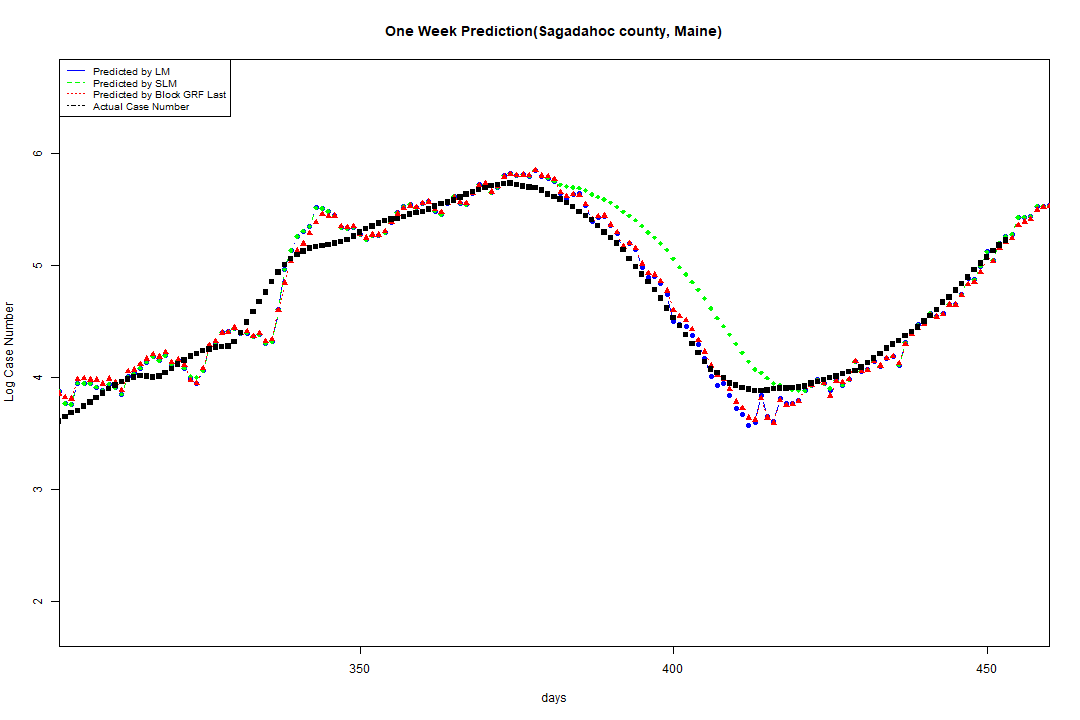 One Week Prediction(Sagadahoc county, Maine)
Predicted by LM
Predicted by SLM
Predicted by Block GRF Last
Actual Case Number
6
5
4
3
2
Log Case Number
350
400
450
days